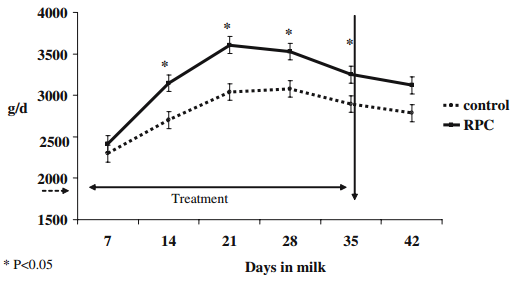 4000
3500
3000
2500
2000
1500
g/d
*
*
*
*
control
RPC
Treatment
7 14 21 28 35 42
* P<0.05
Days in milk